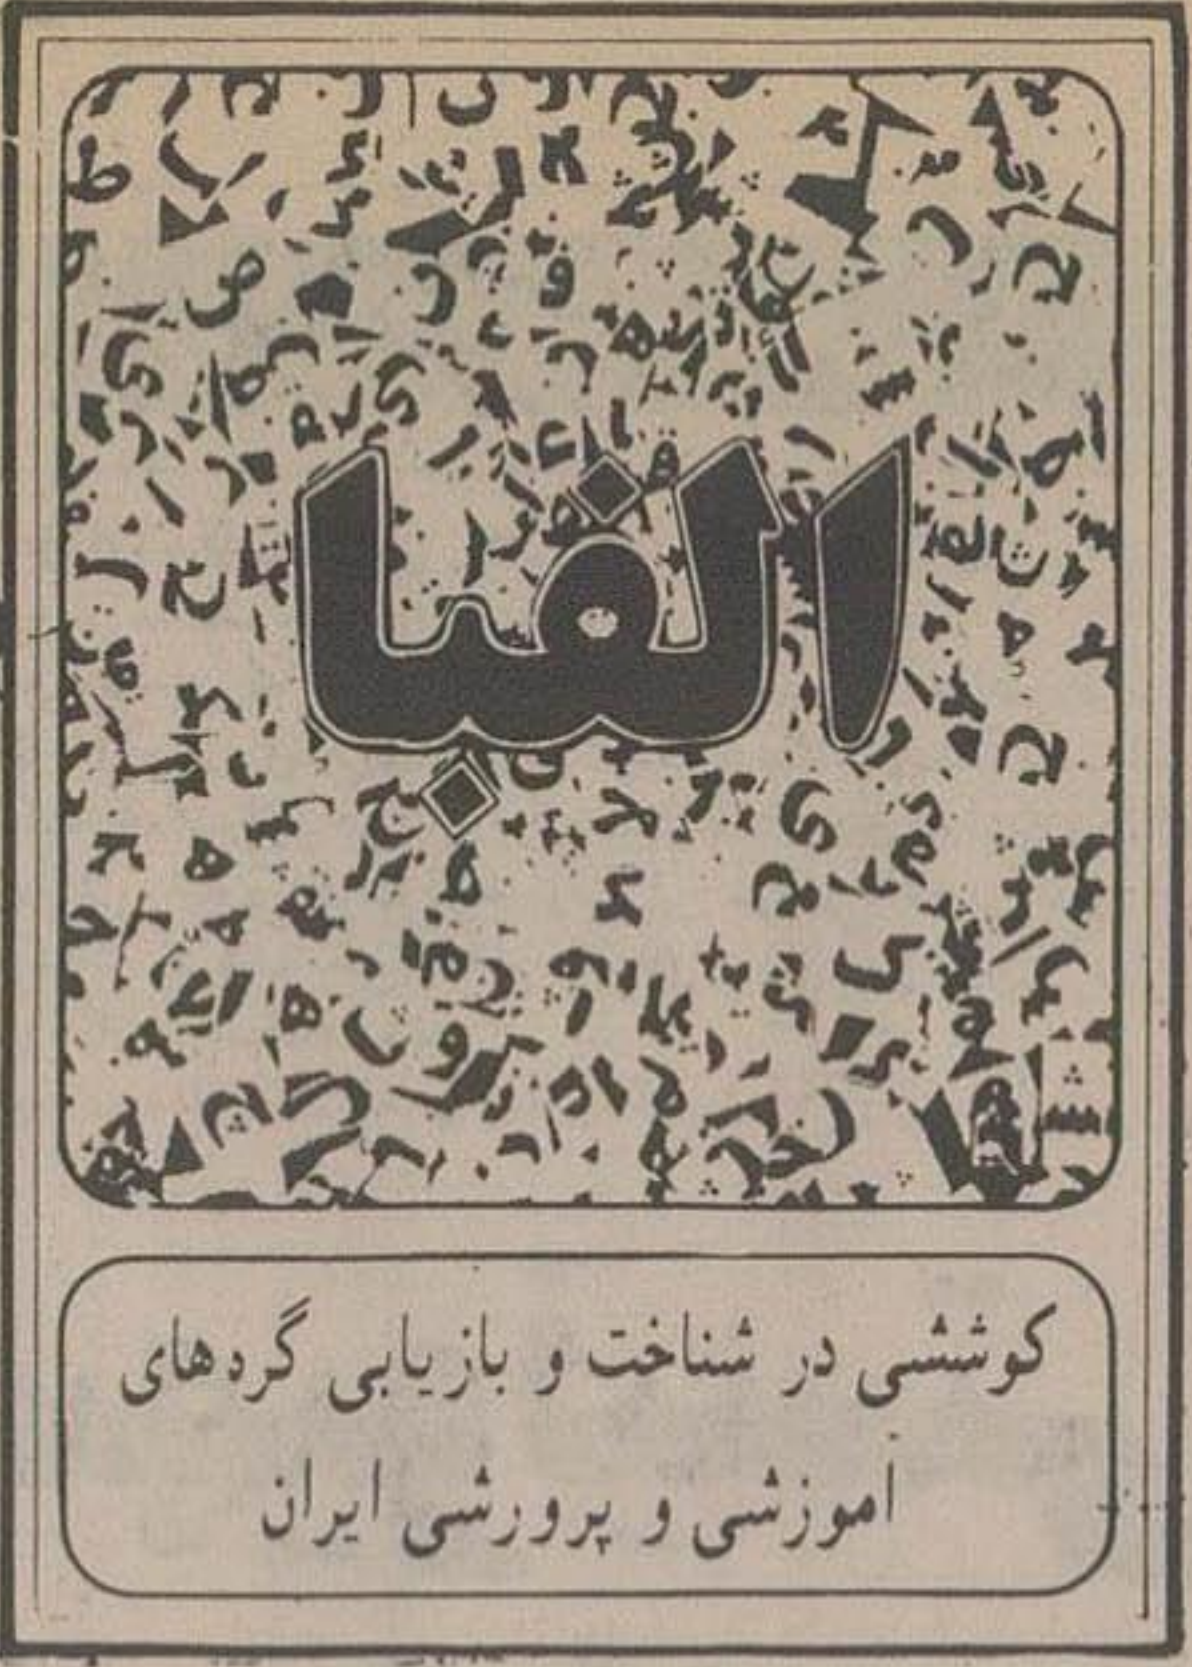 الفبا
کوششی در شناخت و بازیابی گره‌های
آموزشی و پرورشی ایران